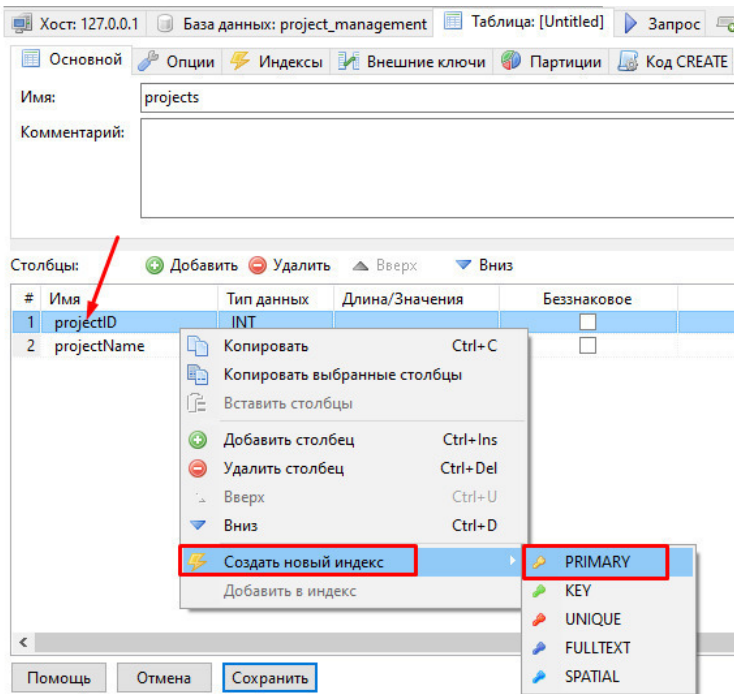 Хост: 127.0.0.1 База данных: project_management Таблица: [Untitled] Запрос
Основной Опции Индексы Внешние ключи Партиции Код CREATE
Имя: projects
Комментарий:
Столбцы: Добавить Удалить Вверх Вниз
# Имя Тип данных Длина/Значения Беззнаковое
1 projectID INT
2 projectName
Копировать Ctrl+C
Копировать выбранные столбцы
Вставить столбцы
Добавить столбец Ctrl+Ins
Удалить столбец Ctrl+Del
Вверх Ctrl+U
Вниз Ctrl+D
Создать новый индекс PRIMARY
Добавить в индекс KEY
UNIQUE
FULLTEXT
SPATIAL
Помощь Отмена Сохранить